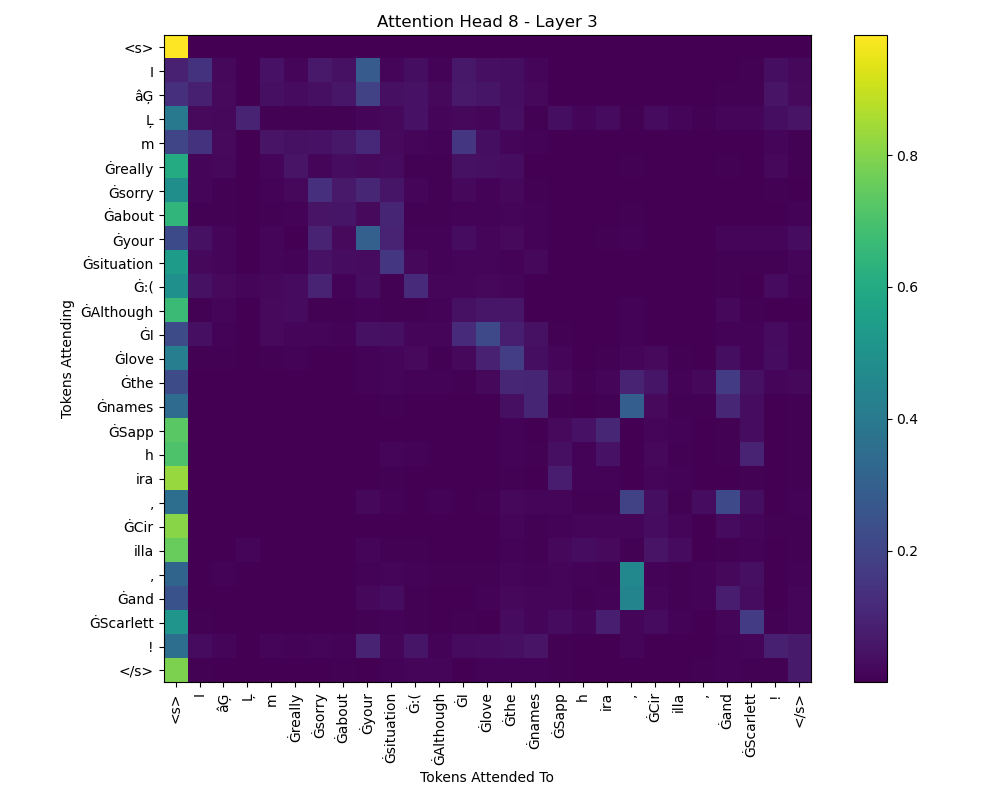 Attention Head 8 - Layer 3
Tokens Attending
<s>
I
âĢ
Ļ
m
Ġreally
Ġsorry
Ġabout
Ġyour
Ġsituation
Ġ:(
ĠAlthough
ĠI
Ġlove
Ġthe
Ġnames
ĠSapp
h
ira
,
ĠCir
illa
,
Ġand
ĠScarlett
!
</s>
<s>
I
âĢ
Ļ
m
Ġreally
Ġsorry
Ġabout
Ġyour
Ġsituation
Ġ:(
ĠAlthough
ĠI
Ġlove
Ġthe
Ġnames
ĠSapp
h
ira
,
ĠCir
illa
,
Ġand
ĠScarlett
!
</s>
Tokens Attended To
0.8
0.6
0.4
0.2